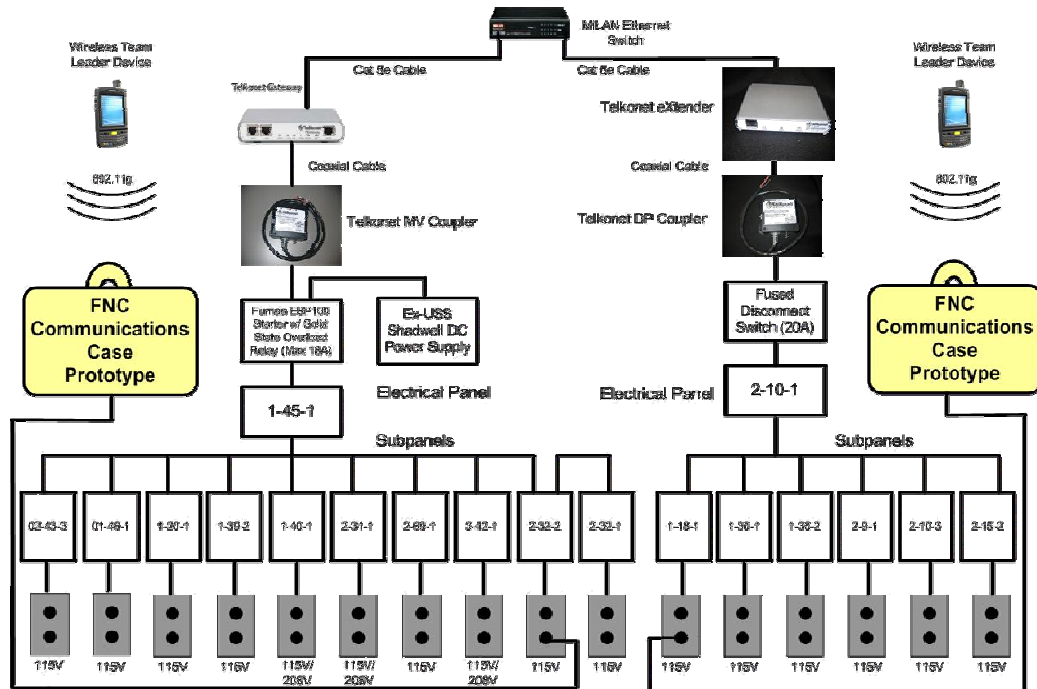 MILAN Ethernet
Switch
Wireless Team
Leader Device
Wireless Team
Leader Device
Cat 5e Cable
Cat 5e Cable
Telkonet Gateway
Telkonet eXtender
802.11g
Coaxial Cable
Coaxial Cable
802.11g
Telkonet MV Coupler
Telkonet DP Coupler
FNC
Communications
Case
Prototype
Furnas ESP100
Starter w/ Solid
State Overload
Relay (Max 18A)
Ex-USS
Shadwell DC
Power Supply
Fused
Disconnect
Switch (20A)
FNC
Communications
Case
Prototype
Electrical Panel
1-45-1
Electrical Panel
2-10-1
Subpanels
Subpanels
02-43-3
01-49-1
1-20-1
1-39-2
1-40-1
2-31-1
2-69-1
3-42-1
2-32-2
2-32-1
1-18-1
1-36-1
1-36-2
2-9-1
2-10-3
2-15-2
115V
115V
115V
115V
115V/
208V
115V/
208V
115V
115V/
208V
115V
115V
115V
115V
115V
115V
115V
115V